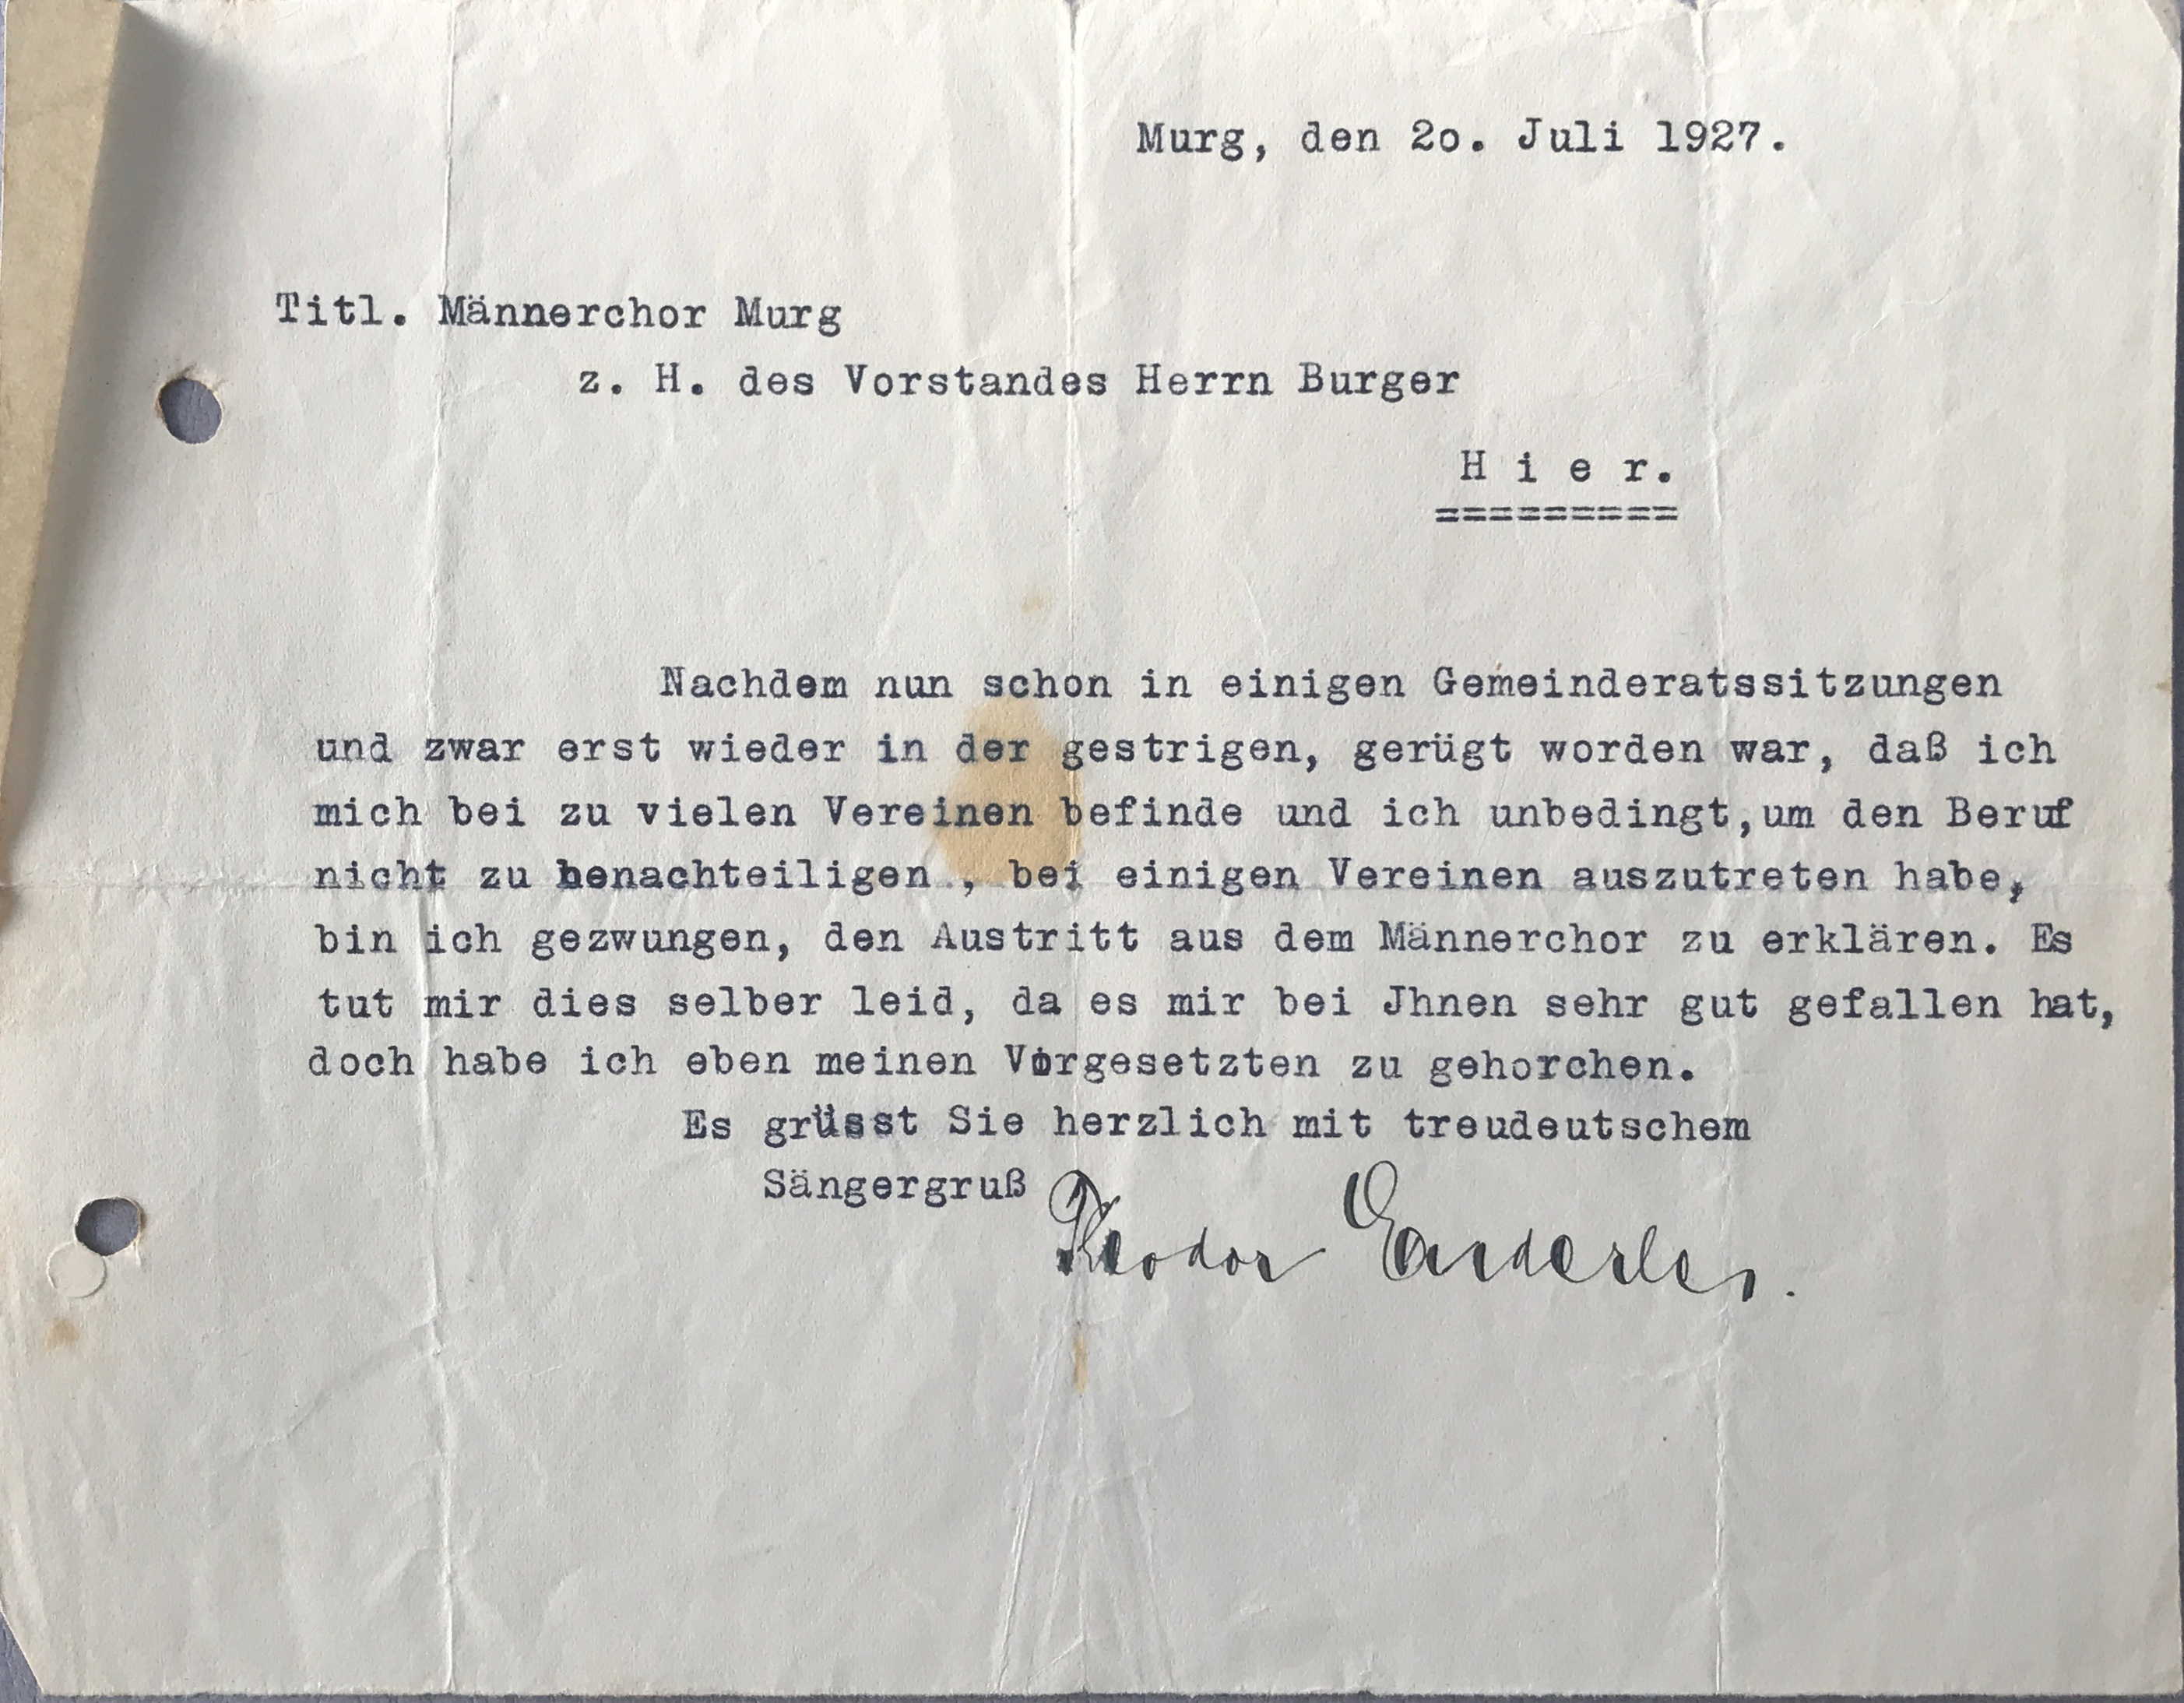 Murg, den 2o. Juli 1927.
Titl. Männerchor Murg
z. H. des Vorstandes Herrn Burger
H i e r.
=========
Nachdem nun schon in einigen Gemeinderatssitzungen
und zwar erst wieder in der gestrigen, gerügt worden war, daß ich
mich bei zu vielen Vereinen befinde und ich unbedingt,um den Beruf
nicht zu benachteiligen , bei einigen Vereinen auszutreten habe,
bin ich gezwungen, den Austritt aus dem Männerchor zu erklären. Es
tut mir dies selber leid, da es mir bei Jhnen sehr gut gefallen hat,
doch habe ich eben meinen Vorgesetzten zu gehorchen.
Es grüsst Sie herzlich mit treudeutschem
Sängergruß
Theodor Enderle.